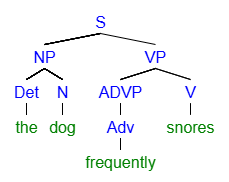 S
NP VP
Det N ADVP V
the dog Adv snores
frequently